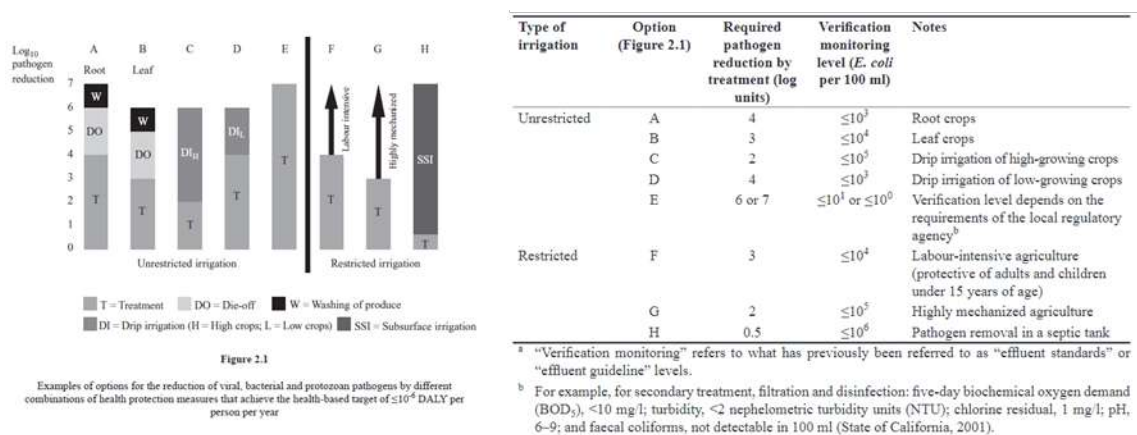 Log10
pathogen
reduction
A B C D E F G H
Root Leaf
7
6
5
4
3
2
1
0
W
DO
T
W
DO
T
DIH
T
DIL
T
T
Labour intensive
T
Highly mechanized
T
SSI
T
Unrestricted irrigation Restricted irrigation
T = Treatment DO = Die-off W = Washing of produce
DI = Drip irrigation (H = High crops; L = Low crops) SSI = Subsurface irrigation
Figure 2.1
Examples of options for the reduction of viral, bacterial and protozoan pathogens by different
combinations of health protection measures that achieve the health-based target of ≤10-6 DALY per
person per year
Type of Option Required Verification Notes
irrigation (Figure 2.1) pathogen monitoring
reduction by level (E. coli
treatment (log per 100 ml)
units)
Unrestricted A 4 ≤10³ Root crops
B 3 ≤10⁴ Leaf crops
C 2 ≤10⁵ Drip irrigation of high-growing crops
D 4 ≤10³ Drip irrigation of low-growing crops
E 6 or 7 ≤10¹ or ≤10⁰ Verification level depends on the
requirements of the local regulatory
agencyᵇ
Restricted F 3 ≤10⁴ Labour-intensive agriculture
(protective of adults and children
under 15 years of age)
G 2 ≤10⁵ Highly mechanized agriculture
H 0.5 ≤10⁶ Pathogen removal in a septic tank
a “Verification monitoring” refers to what has previously been referred to as “effluent standards” or
“effluent guideline” levels.
b For example, for secondary treatment, filtration and disinfection: five-day biochemical oxygen demand
(BOD5), <10 mg/l; turbidity, <2 nephelometric turbidity units (NTU); chlorine residual, 1 mg/l; pH,
6–9; and faecal coliforms, not detectable in 100 ml (State of California, 2001).